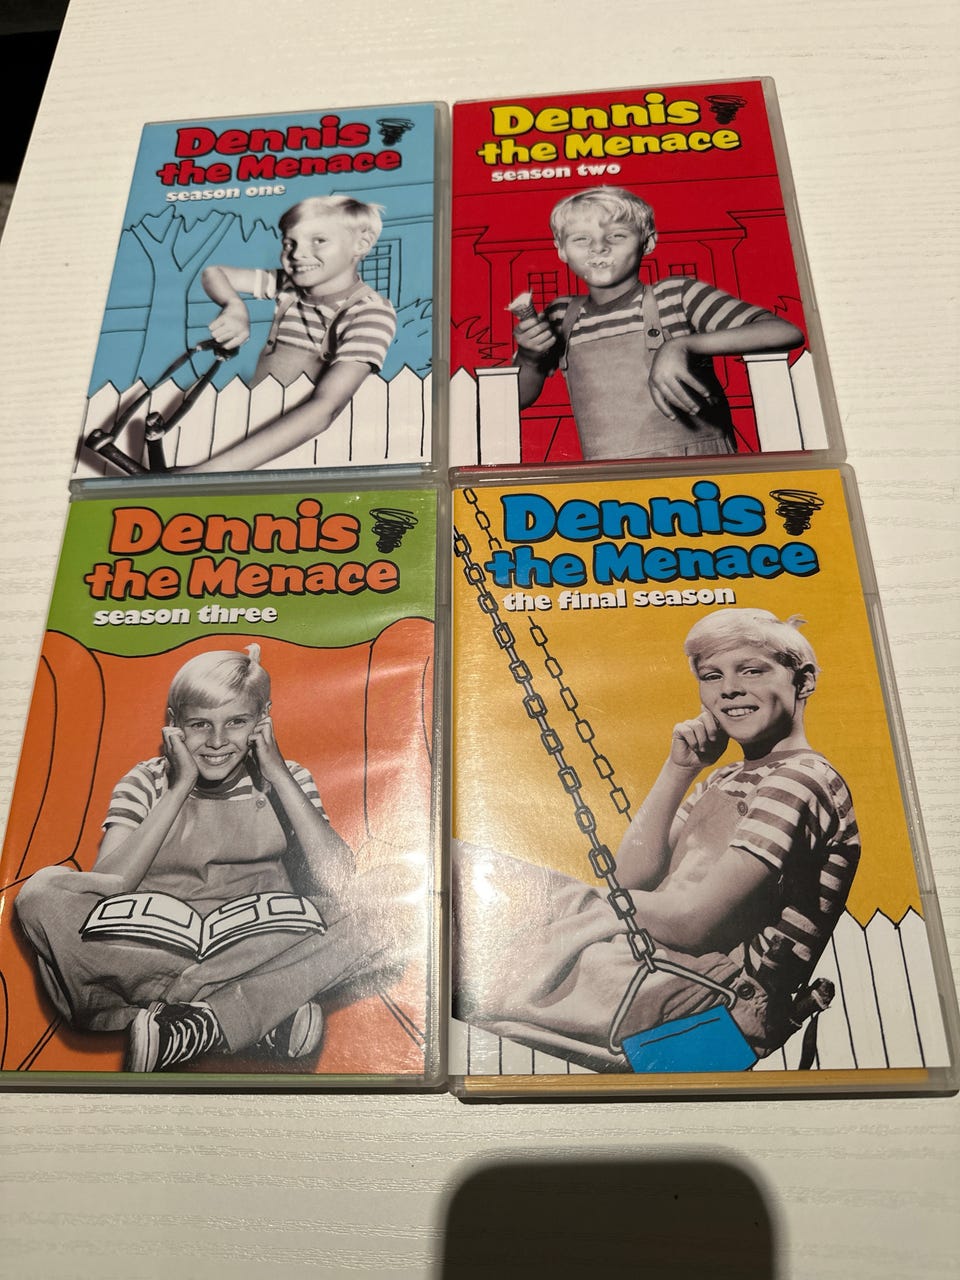 Dennis
the Menace
season one
Dennis
the Menace
season two
Dennis
the Menace
season three
Dennis
the Menace
the final season